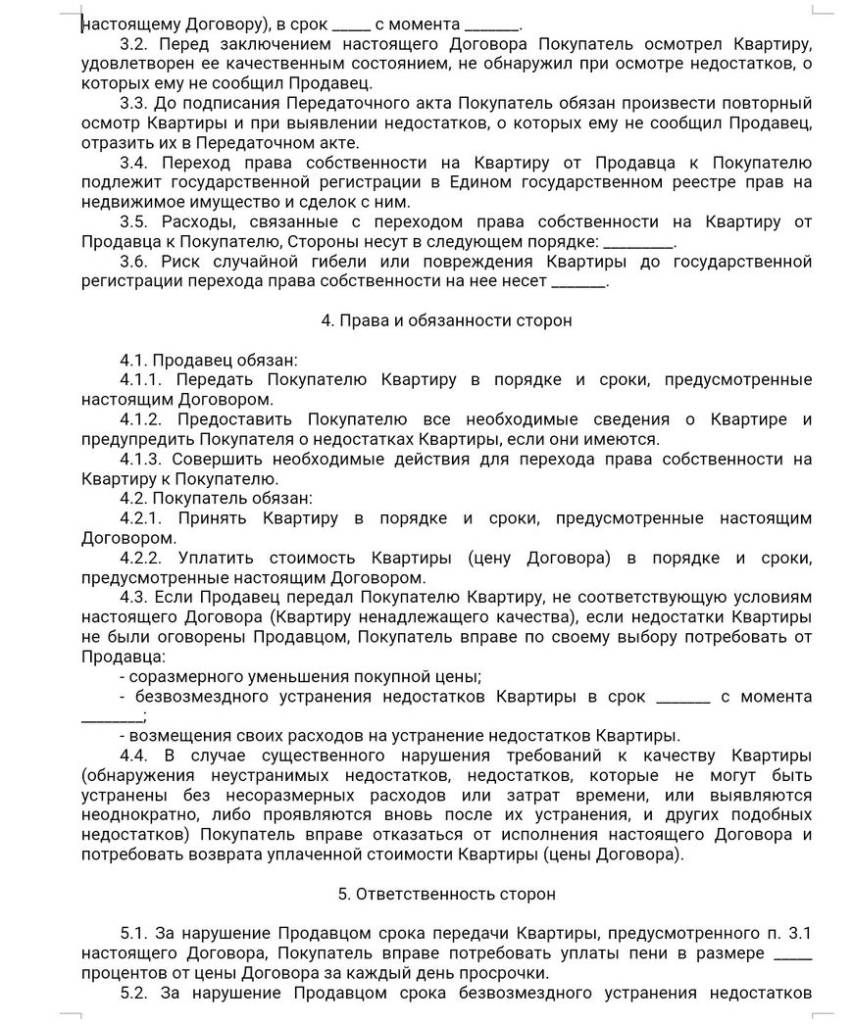 настоящему Договору), в срок _____ с момента _______.
3.2. Перед заключением настоящего Договора Покупатель осмотрел Квартиру,
удовлетворен ее качественным состоянием, не обнаружил при осмотре недостатков, о
которых ему не сообщил Продавец.
3.3. До подписания Передаточного акта Покупатель обязан произвести повторный
осмотр Квартиры и при выявлении недостатков, о которых ему не сообщил Продавец,
отразить их в Передаточном акте.
3.4. Переход права собственности на Квартиру от Продавца к Покупателю
подлежит государственной регистрации в Едином государственном реестре прав на
недвижимое имущество и сделок с ним.
3.5. Расходы, связанные с переходом права собственности на Квартиру от
Продавца к Покупателю, Стороны несут в следующем порядке: _________.
3.6. Риск случайной гибели или повреждения Квартиры до государственной
регистрации перехода права собственности на нее несет _______.
4. Права и обязанности сторон
4.1. Продавец обязан:
4.1.1. Передать Покупателю Квартиру в порядке и сроки, предусмотренные
настоящим Договором.
4.1.2. Предоставить Покупателю все необходимые сведения о Квартире и
предупредить Покупателя о недостатках Квартиры, если они имеются.
4.1.3. Совершить необходимые действия для перехода права собственности на
Квартиру к Покупателю.
4.2. Покупатель обязан:
4.2.1. Принять Квартиру в порядке и сроки, предусмотренные настоящим
Договором.
4.2.2. Уплатить стоимость Квартиры (цену Договора) в порядке и сроки,
предусмотренные настоящим Договором.
4.3. Если Продавец передал Покупателю Квартиру, не соответствующую условиям
настоящего Договора (Квартиру ненадлежащего качества), если недостатки Квартиры
не были оговорены Продавцом, Покупатель вправе по своему выбору потребовать от
Продавца:
- соразмерного уменьшения покупной цены;
- безвозмездного устранения недостатков Квартиры в срок _______ с момента
________;
- возмещения своих расходов на устранение недостатков Квартиры.
4.4. В случае существенного нарушения требований к качеству Квартиры
(обнаружения неустранимых недостатков, недостатков, которые не могут быть
устранены без несоразмерных расходов или затрат времени, или выявляются
неоднократно, либо проявляются вновь после их устранения, и других подобных
недостатков) Покупатель вправе отказаться от исполнения настоящего Договора и
потребовать возврата уплаченной стоимости Квартиры (цены Договора).
5. Ответственность сторон
5.1. За нарушение Продавцом срока передачи Квартиры, предусмотренного п. 3.1
настоящего Договора, Покупатель вправе потребовать уплаты пени в размере _____
процентов от цены Договора за каждый день просрочки.
5.2. За нарушение Продавцом срока безвозмездного устранения недостатков